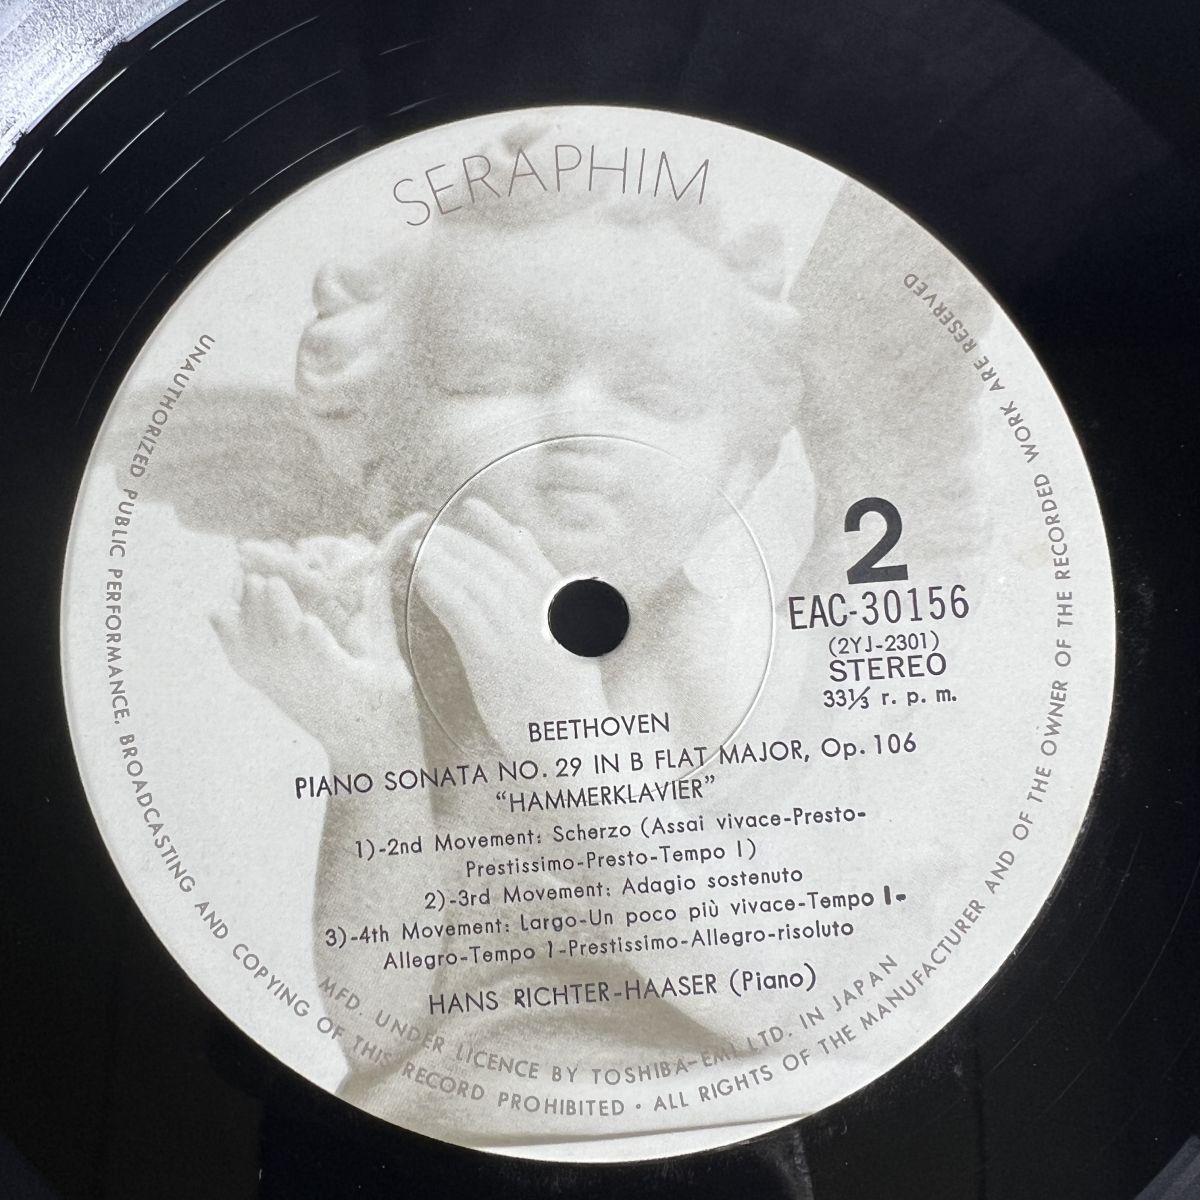 SERAPHIM
2
EAC-30156
(2YJ-2301)
STEREO
33⅓ r. p. m.
BEETHOVEN
PIANO SONATA NO. 29 IN B FLAT MAJOR, Op. 106
“HAMMERKLAVIER”
1)-2nd Movement: Scherzo (Assai vivace-Presto-
Prestissimo-Presto-Tempo I)
2)-3rd Movement: Adagio sostenuto
3)-4th Movement: Largo-Un poco più vivace-Tempo I-
Allegro-Tempo I-Prestissimo-Allegro-risoluto
HANS RICHTER-HAASER (Piano)
MFD. UNDER LICENCE BY TOSHIBA-EMI LTD. IN JAPAN
UNAUTHORIZED PUBLIC PERFORMANCE, BROADCASTING AND COPYING OF THIS RECORD PROHIBITED • ALL RIGHTS OF THE MANUFACTURER AND OF THE OWNER OF THE RECORDED WORK ARE RESERVED